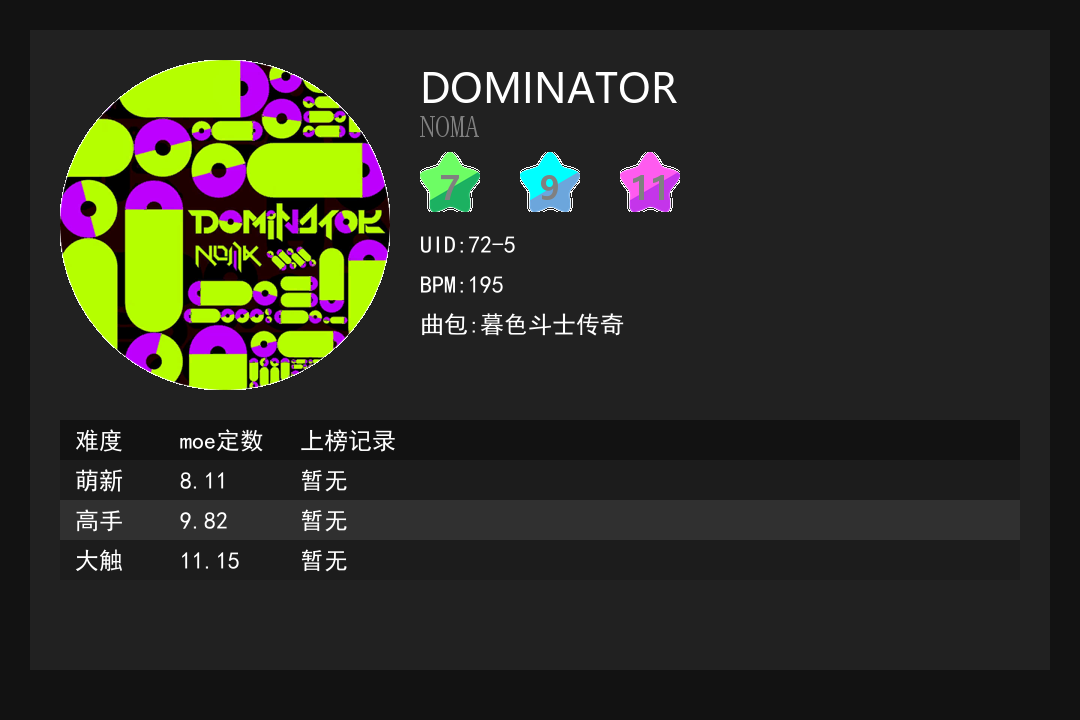 DOMINATOR
NOMA
DOMINATOR
NOMA
7 9 11
UID:72-5
BPM:195
曲包:暮色斗士传奇
难度 moe定数 上榜记录
萌新 8.11 暂无
高手 9.82 暂无
大触 11.15 暂无